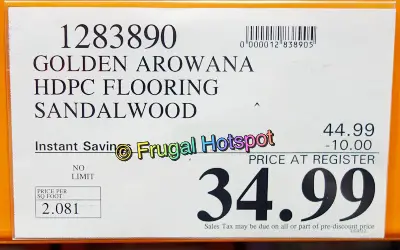 1283890
0000012 838905
GOLDEN AROWANA
HDPC FLOORING
SANDALWOOD
44.99
Instant Savin
-10.00
© Frugal Hotspot
PRICE AT REGISTER
34.99
NO
LIMIT
PRICE PER
SQ FOOT
2.081
Sales Tax may be due on all or part of pre-discount price